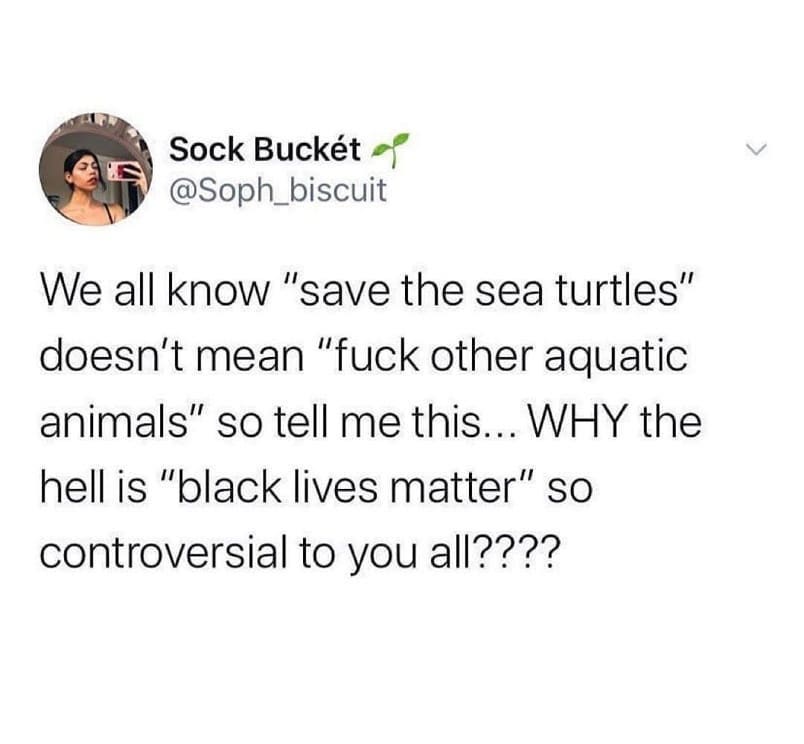 Sock Buckét 🌱
@Soph_biscuit
We all know "save the sea turtles"
doesn't mean "fuck other aquatic
animals" so tell me this... WHY the
hell is "black lives matter" so
controversial to you all????